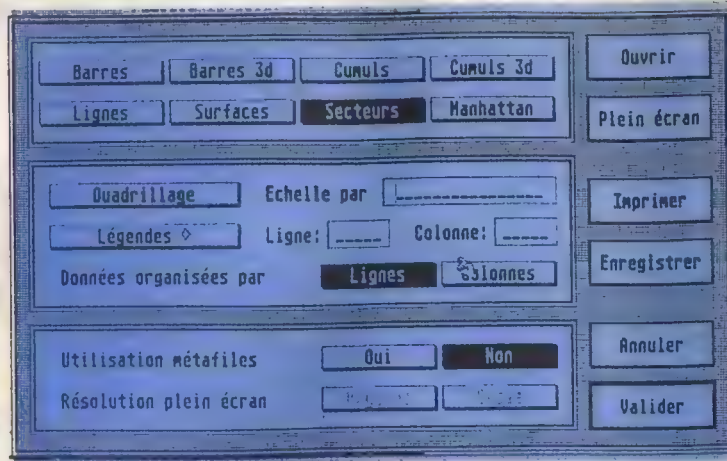 Barres Barres 3d Cumuls Cumuls 3d
Lignes Surfaces Secteurs Manhattan
Ouvrir
Plein écran
Quadrillage Echelle par
Légendes ◊ Ligne: Colonne:
Données organisées par Lignes Colonnes
Imprimer
Enregistrer
Utilisation métafiles Oui Non
Résolution plein écran
Annuler
Valider